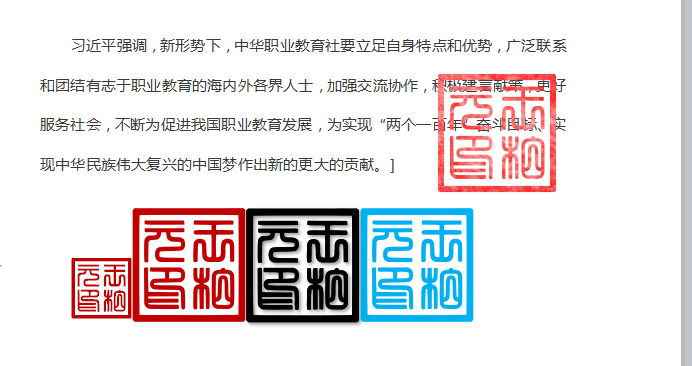 习近平强调，新形势下，中华职业教育社要立足自身特点和优势，广泛联系
和团结有志于职业教育的海内外各界人士，加强交流协作，积极建言献策，更好
服务社会，不断为促进我国职业教育发展，为实现“两个一百年”奋斗目标、实
现中华民族伟大复兴的中国梦作出新的更大的贡献。]